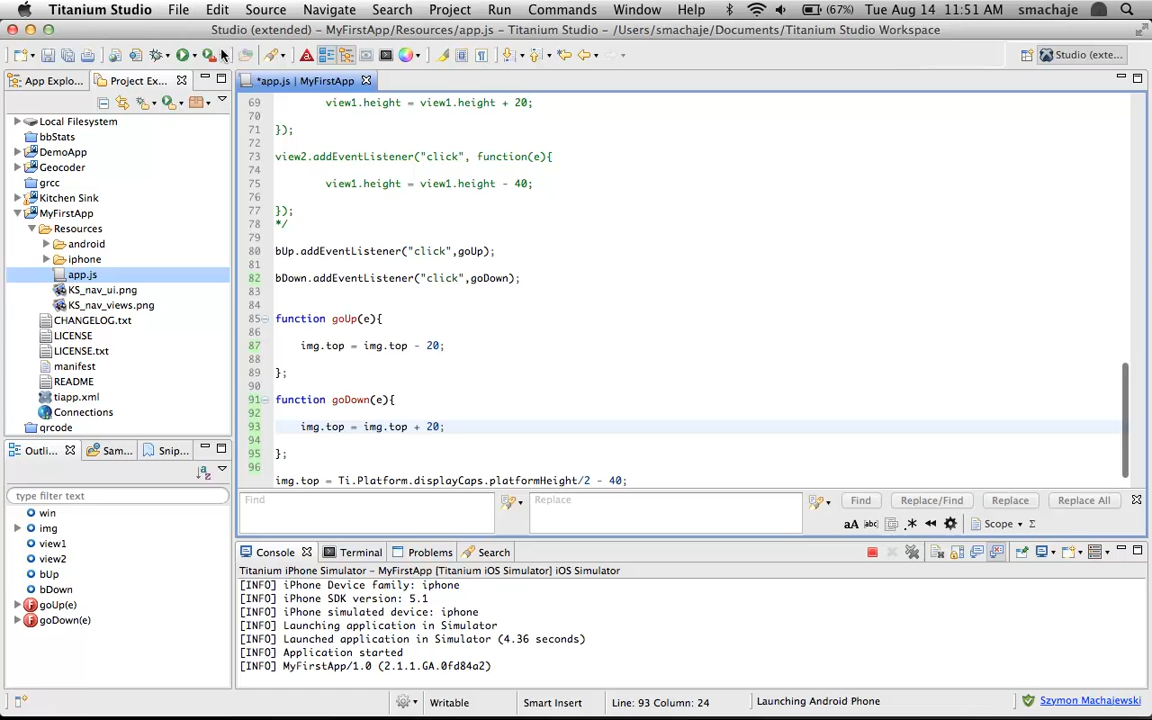 Titanium Studio File Edit Source Navigate Search Project Run Commands Window Help (67%) Tue Aug 14 11:51 AM smachaje
Studio (extended) - MyFirstApp/Resources/app.js - /Users/smachaje/Documents/Titanium Studio Workspace
Studio (exte...
App Explo... Project Ex...
*app.js | MyFirstApp
Local Filesystem
bbStats
DemoApp
Geocoder
grcc
Kitchen Sink
MyFirstApp
Resources
android
iphone
app.js
KS_nav_ui.png
KS_nav_views.png
CHANGELOG.txt
LICENSE
LICENSE.txt
manifest
README
tiapp.xml
Connections
qrcode
69 view1.height = view1.height + 20;
70
71 });
72
73 view2.addEventListener("click", function(e){
74
75 view1.height = view1.height - 40;
76
77 });
78 */
79
80 bUp.addEventListener("click",goUp);
81
82 bDown.addEventListener("click",goDown);
83
84
85 function goUp(e){
86
87 img.top = img.top - 20;
88
89 };
90
91 function goDown(e){
92
93 img.top = img.top + 20;
94
95 };
96
img.top = Ti.Platform.displayCaps.platformHeight/2 - 40;
Outli... Sam... Snip...
type filter text
win
img
view1
view2
bUp
bDown
goUp(e)
goDown(e)
Find Replace Find Replace/Find Replace Replace All
aA abc .* Scope Σ
Console Terminal Problems Search
Titanium iPhone Simulator - MyFirstApp [Titanium iOS Simulator] iOS Simulator
[INFO] iPhone Device family: iphone
[INFO] iPhone SDK version: 5.1
[INFO] iPhone simulated device: iphone
[INFO] Launching application in Simulator
[INFO] Launched application in Simulator (4.36 seconds)
[INFO] Application started
[INFO] MyFirstApp/1.0 (2.1.1.GA.0fd84a2)
Writable Smart Insert Line: 93 Column: 24 Launching Android Phone Szymon Machajewski